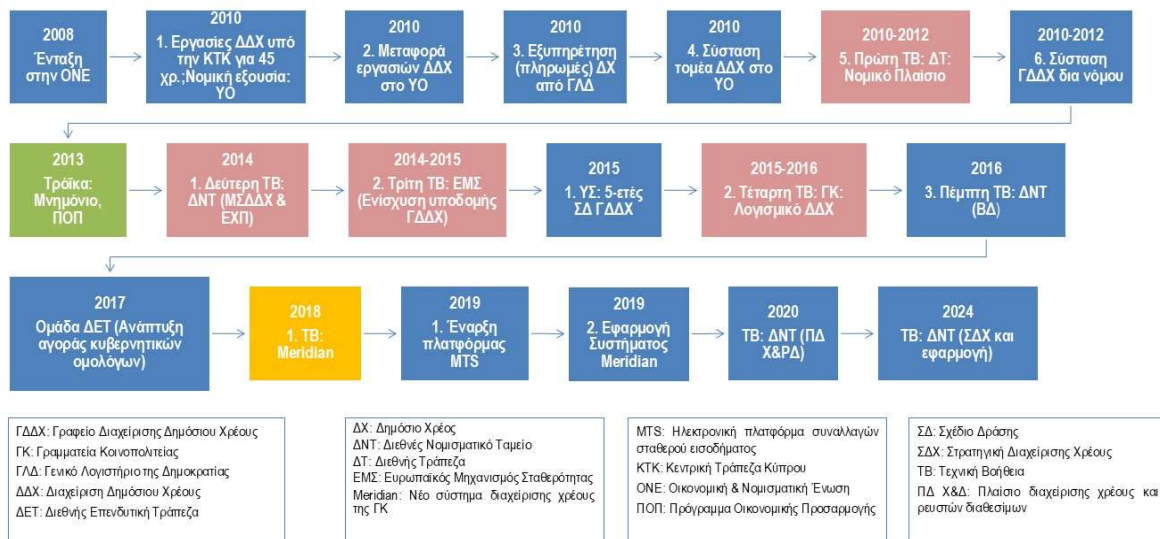 2008
Ένταξη
στην ΟΝΕ
2010
1. Εργασίες ΔΔΧ υπό
την ΚΤΚ για 45
χρ.;Νομική εξουσία:
ΥΟ
2010
2. Μεταφορά
εργασιών ΔΔΧ
στο ΥΟ
2010
3. Εξυπηρέτηση
(πληρωμές) ΔΧ
από ΓΛΔ
2010
4. Σύσταση
τομέα ΔΔΧ στο
ΥΟ
2010-2012
5. Πρώτη ΤΒ: ΔΤ:
Νομικό Πλαίσιο
2010-2012
6. Σύσταση
ΓΔΔΧ δια νόμου
2013
Τρόικα:
Μνημόνιο,
ΠΟΠ
2014
1. Δεύτερη ΤΒ:
ΔΝΤ (ΜΣΔΔΧ &
ΕΧΠ)
2014-2015
2. Τρίτη ΤΒ: ΕΜΣ
(Ενίσχυση υποδομής
ΓΔΔΧ)
2015
1. ΥΣ: 5-ετές
ΣΔ ΓΔΔΧ
2015-2016
2. Τέταρτη ΤΒ: ΓΚ:
Λογισμικό ΔΔΧ
2016
3. Πέμπτη ΤΒ: ΔΝΤ
(ΒΔ)
2017
Ομάδα ΔΕΤ (Ανάπτυξη
αγοράς κυβερνητικών
ομολόγων)
2018
1. ΤΒ:
Meridian
2019
1. Έναρξη
πλατφόρμας
MTS
2019
2. Εφαρμογή
Συστήματος
Meridian
2020
ΤΒ: ΔΝΤ (ΠΔ
Χ&ΡΔ)
2024
ΤΒ: ΔΝΤ (ΣΔΧ και
εφαρμογή)
ΓΔΔΧ: Γραφείο Διαχείρισης Δημόσιου Χρέους
ΓΚ: Γραμματεία Κοινοπολιτείας
ΓΛΔ: Γενικό Λογιστήριο της Δημοκρατίας
ΔΔΧ: Διαχείριση Δημόσιου Χρέους
ΔΕΤ: Διεθνής Επενδυτική Τράπεζα
ΔΧ: Δημόσιο Χρέος
ΔΝΤ: Διεθνές Νομισματικό Ταμείο
ΔΤ: Διεθνής Τράπεζα
ΕΜΣ: Ευρωπαϊκός Μηχανισμός Σταθερότητας
Meridian: Νέο σύστημα διαχείρισης χρέους
της ΓΚ
MTS: Ηλεκτρονική πλατφόρμα συναλλαγών
σταθερού εισοδήματος
ΚΤΚ: Κεντρική Τράπεζα Κύπρου
ΟΝΕ: Οικονομική & Νομισματική Ένωση
ΠΟΠ: Πρόγραμμα Οικονομικής Προσαρμογής
ΣΔ: Σχέδιο Δράσης
ΣΔΧ: Στρατηγική Διαχείρισης Χρέους
ΤΒ: Τεχνική Βοήθεια
ΠΔ Χ&Δ: Πλαίσιο διαχείρισης χρέους και
ρευστών διαθεσίμων